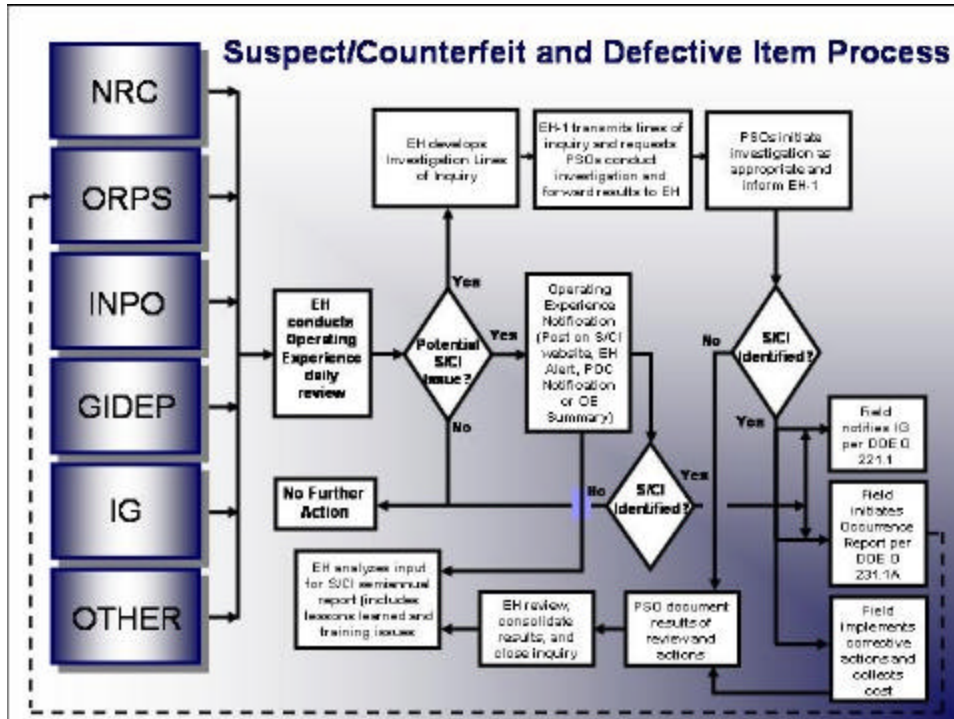 Suspect/Counterfeit and Defective Item Process
NRC
ORPS
INPO
GIDEP
IG
OTHER
EH
conducts
Operating
Experience
daily
review
Potential
S/CI
Issue?
Yes
Yes
No
EH develops
Investigation Lines
of Inquiry
EH-1 transmits lines of
inquiry and requests
PSOs conduct
investigation and
forward results to EH
PSOs initiate
investigation as
appropriate and
inform EH-1
Operating
Experience
Notification
(Post on S/CI
website, EH
Alert, PDC
Notification
or OE
Summary)
S/CI
Identified?
No
Yes
S/CI
Identified?
No
Yes
No Further
Action
Field
notifies IG
per DOE O
221.1
Field
initiates
Occurrence
Report per
DOE O
231.1A
Field
implements
corrective
actions and
collects
cost
PSO document
results of
review and
actions
EH review,
consolidate
results, and
close inquiry
EH analyzes input
for S/CI semiannual
report (includes
lessons learned and
training issues